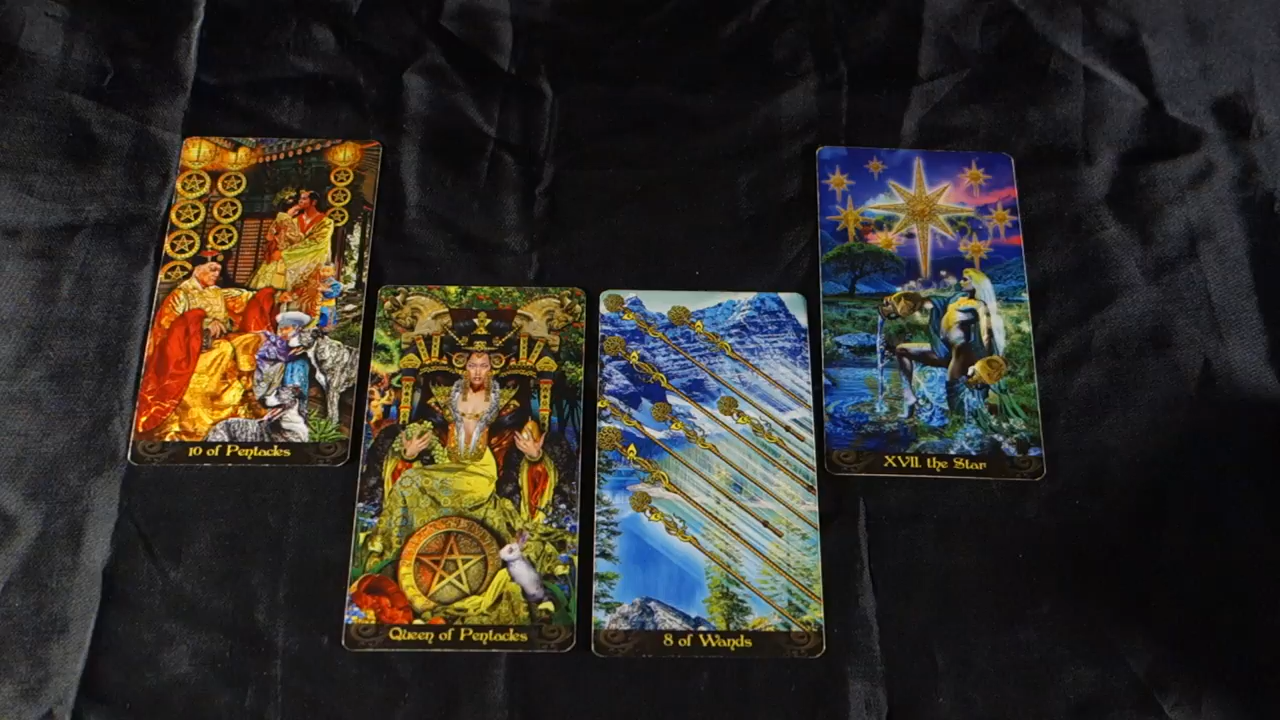 10 of Pentacles
Queen of Pentacles
8 of Wands
XVII. the Star